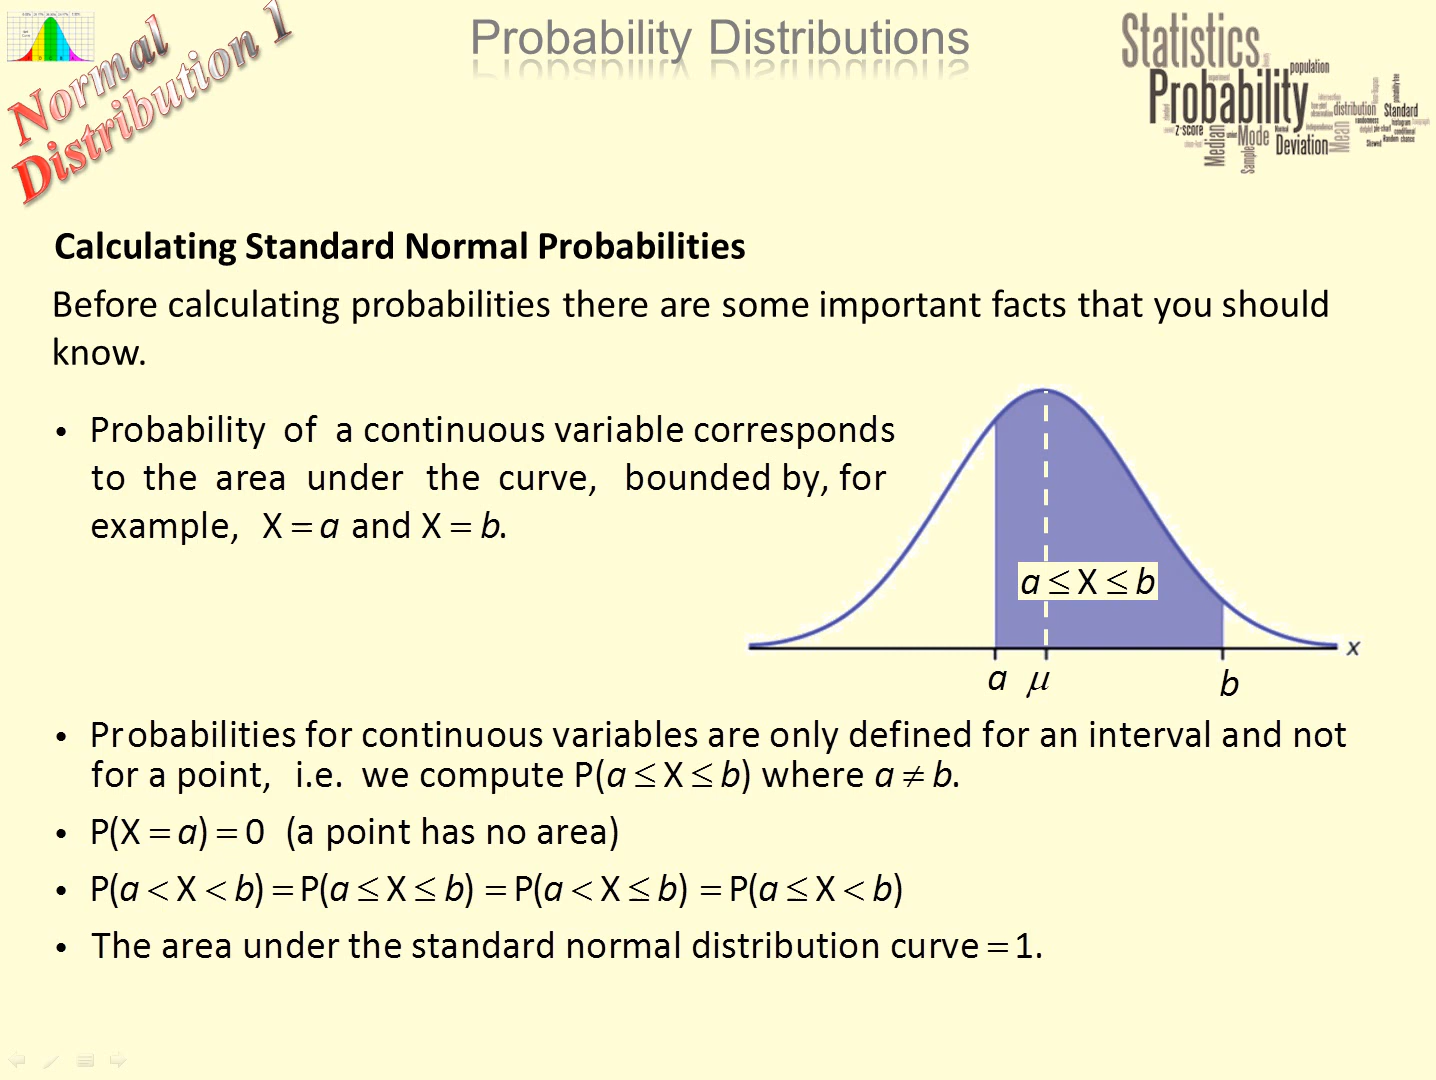 Normal
Distribution 1
Probability Distributions
Statistics
Probability
population
distribution
Standard
z-score
Median
Mode
Sample
Deviation
Mean
Skewed
Random chance
Calculating Standard Normal Probabilities
Before calculating probabilities there are some important facts that you should
know.
• Probability of a continuous variable corresponds
to the area under the curve, bounded by, for
example, X = a and X = b.
a ≤ X ≤ b
x
a μ b
• Probabilities for continuous variables are only defined for an interval and not
for a point, i.e. we compute P(a ≤ X ≤ b) where a ≠ b.
• P(X = a) = 0 (a point has no area)
• P(a < X < b) = P(a ≤ X ≤ b) = P(a < X ≤ b) = P(a ≤ X < b)
• The area under the standard normal distribution curve = 1.